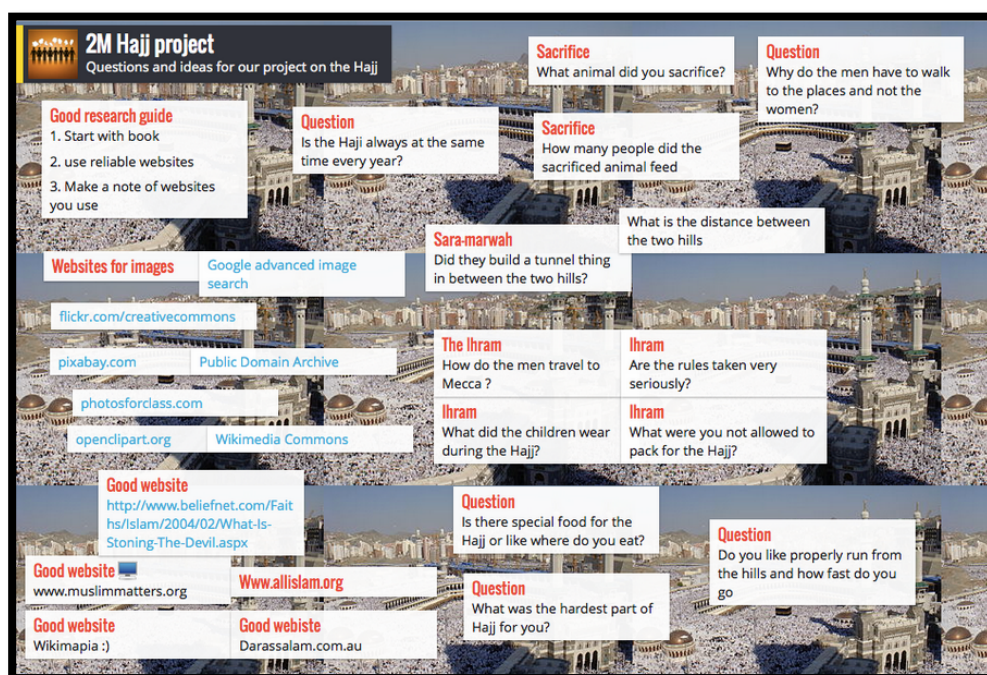 2M Hajj project
Questions and ideas for our project on the Hajj
Good research guide
1. Start with book
2. use reliable websites
3. Make a note of websites
you use
Question
Is the Haji always at the same
time every year?
Sacrifice
What animal did you sacrifice?
Question
Why do the men have to walk
to the places and not the
women?
Sacrifice
How many people did the
sacrificed animal feed
What is the distance between
the two hills
Sara-marwah
Did they build a tunnel thing
in between the two hills?
Websites for images
Google advanced image
search
flickr.com/creativecommons
pixabay.com
Public Domain Archive
photosforclass.com
openclipart.org
Wikimedia Commons
The Ihram
How do the men travel to
Mecca ?
Ihram
Are the rules taken very
seriously?
Ihram
What did the children wear
during the Hajj?
Ihram
What were you not allowed to
pack for the Hajj?
Good website
http://www.beliefnet.com/Fait
hs/Islam/2004/02/What-Is-
Stoning-The-Devil.aspx
Good website
www.muslimmatters.org
Www.allislam.org
Good website
Wikimapia :)
Good webiste
Darassalam.com.au
Question
Is there special food for the
Hajj or like where do you eat?
Question
What was the hardest part of
Hajj for you?
Question
Do you like properly run from
the hills and how fast do you
go